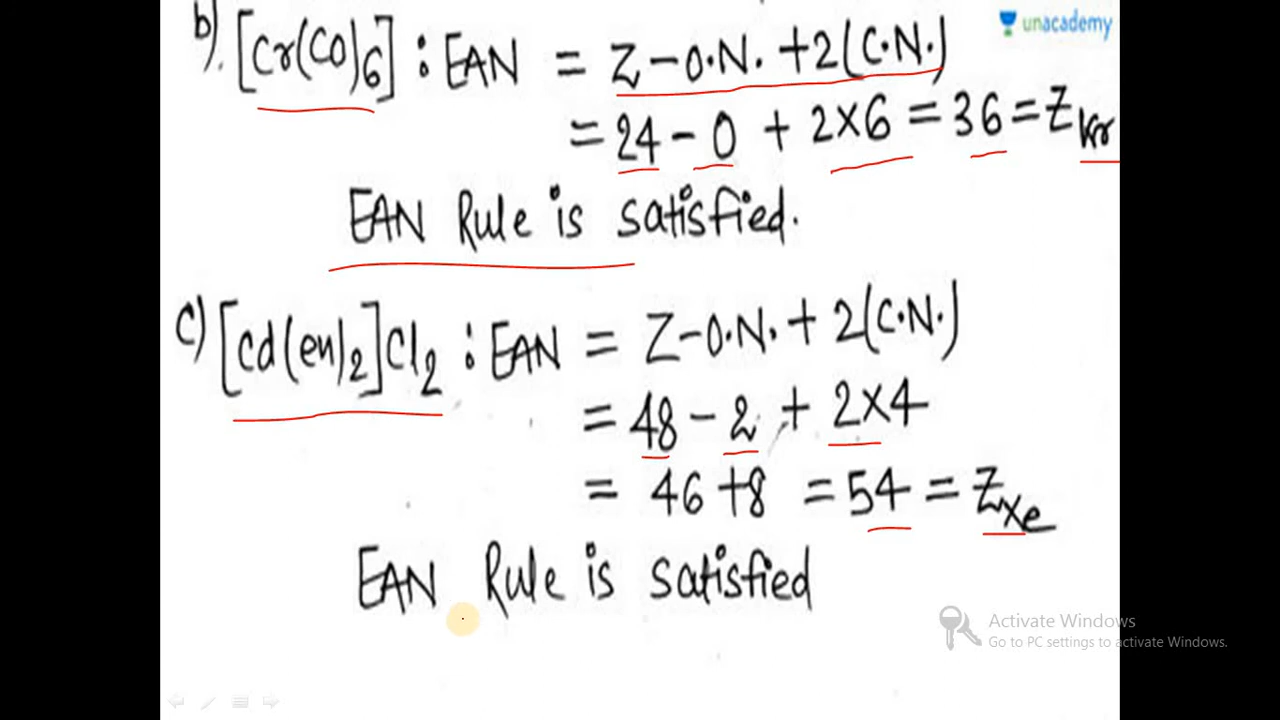 b). [Cr(CO)6] : EAN = Z - O.N. + 2(C.N.)
unacademy
= 24 - 0 + 2×6 = 36 = ZKr
EAN Rule is satisfied.
c) [Cd(en)2]Cl2 : EAN = Z - O.N. + 2(C.N.)
= 48 - 2 + 2×4
= 46 + 8 = 54 = ZXe
EAN Rule is satisfied
Activate Windows
Go to PC settings to activate Windows.